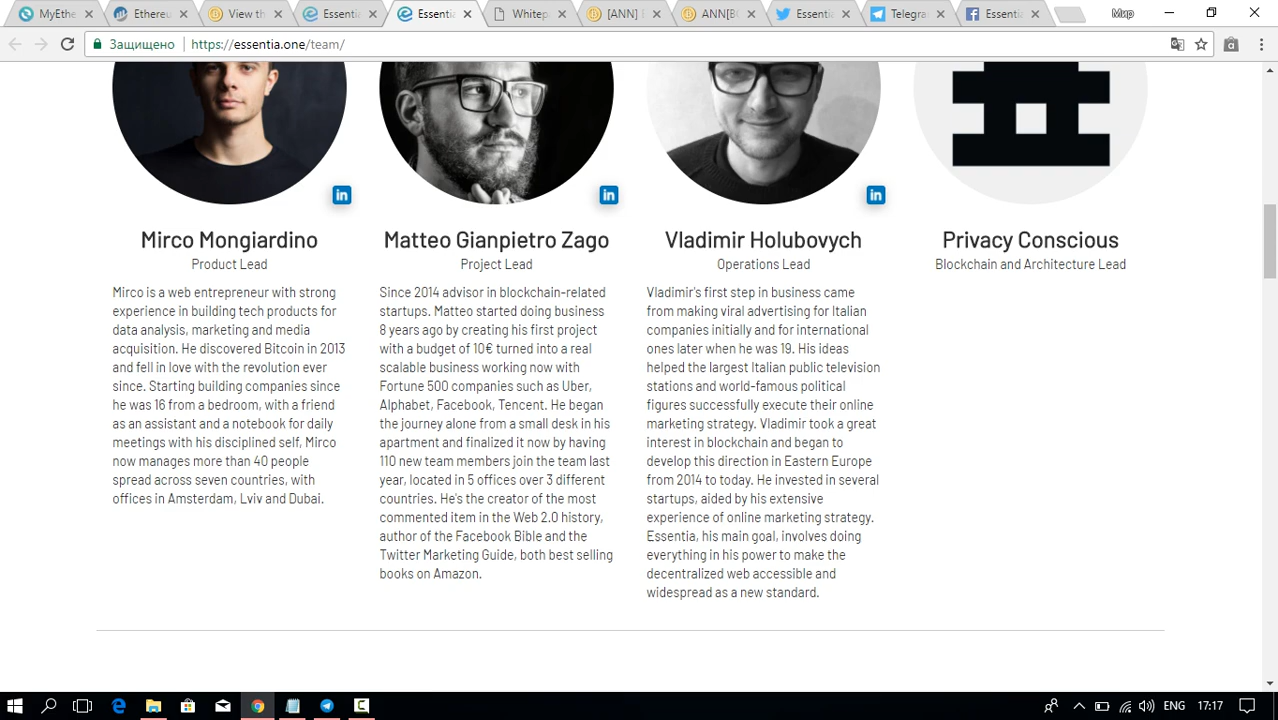 MyEthe
Ethereu
View th
Essentia
Essentia
Whitep
[ANN] E
ANN[BO
Essentia
Telegra
Essentia
Мир
Защищено
https://essentia.one/team/
in
in
in
Mirco Mongiardino
Product Lead
Mirco is a web entrepreneur with strong
experience in building tech products for
data analysis, marketing and media
acquisition. He discovered Bitcoin in 2013
and fell in love with the revolution ever
since. Starting building companies since
he was 16 from a bedroom, with a friend
as an assistant and a notebook for daily
meetings with his disciplined self, Mirco
now manages more than 40 people
spread across seven countries, with
offices in Amsterdam, Lviv and Dubai.
Matteo Gianpietro Zago
Project Lead
Since 2014 advisor in blockchain-related
startups. Matteo started doing business
8 years ago by creating his first project
with a budget of 10€ turned into a real
scalable business working now with
Fortune 500 companies such as Uber,
Alphabet, Facebook, Tencent. He began
the journey alone from a small desk in his
apartment and finalized it now by having
110 new team members join the team last
year, located in 5 offices over 3 different
countries. He's the creator of the most
commented item in the Web 2.0 history,
author of the Facebook Bible and the
Twitter Marketing Guide, both best selling
books on Amazon.
Vladimir Holubovych
Operations Lead
Vladimir's first step in business came
from making viral advertising for Italian
companies initially and for international
ones later when he was 19. His ideas
helped the largest Italian public television
stations and world-famous political
figures successfully execute their online
marketing strategy. Vladimir took a great
interest in blockchain and began to
develop this direction in Eastern Europe
from 2014 to today. He invested in several
startups, aided by his extensive
experience of online marketing strategy.
Essentia, his main goal, involves doing
everything in his power to make the
decentralized web accessible and
widespread as a new standard.
Privacy Conscious
Blockchain and Architecture Lead
ENG
17:17